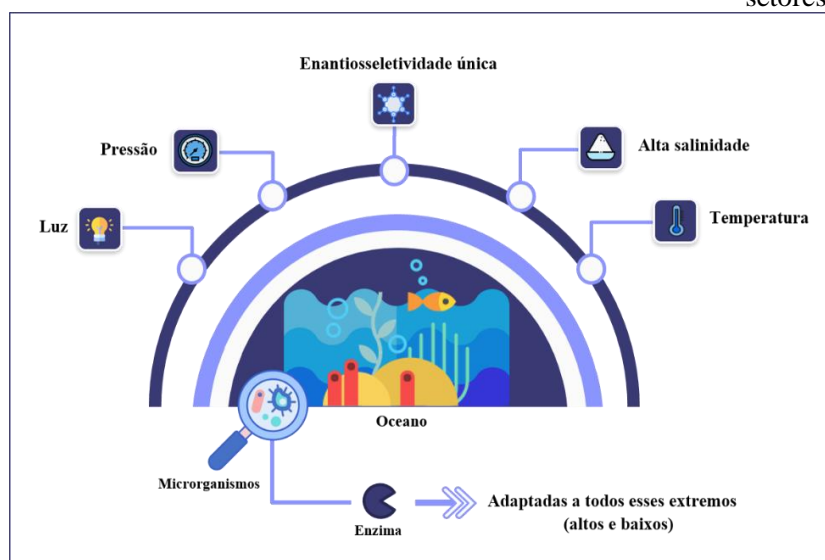 setores
Enantiosseletividade única
Pressão
Alta salinidade
Luz
Temperatura
Oceano
Microrganismos
Enzima
Adaptadas a todos esses extremos
(altos e baixos)